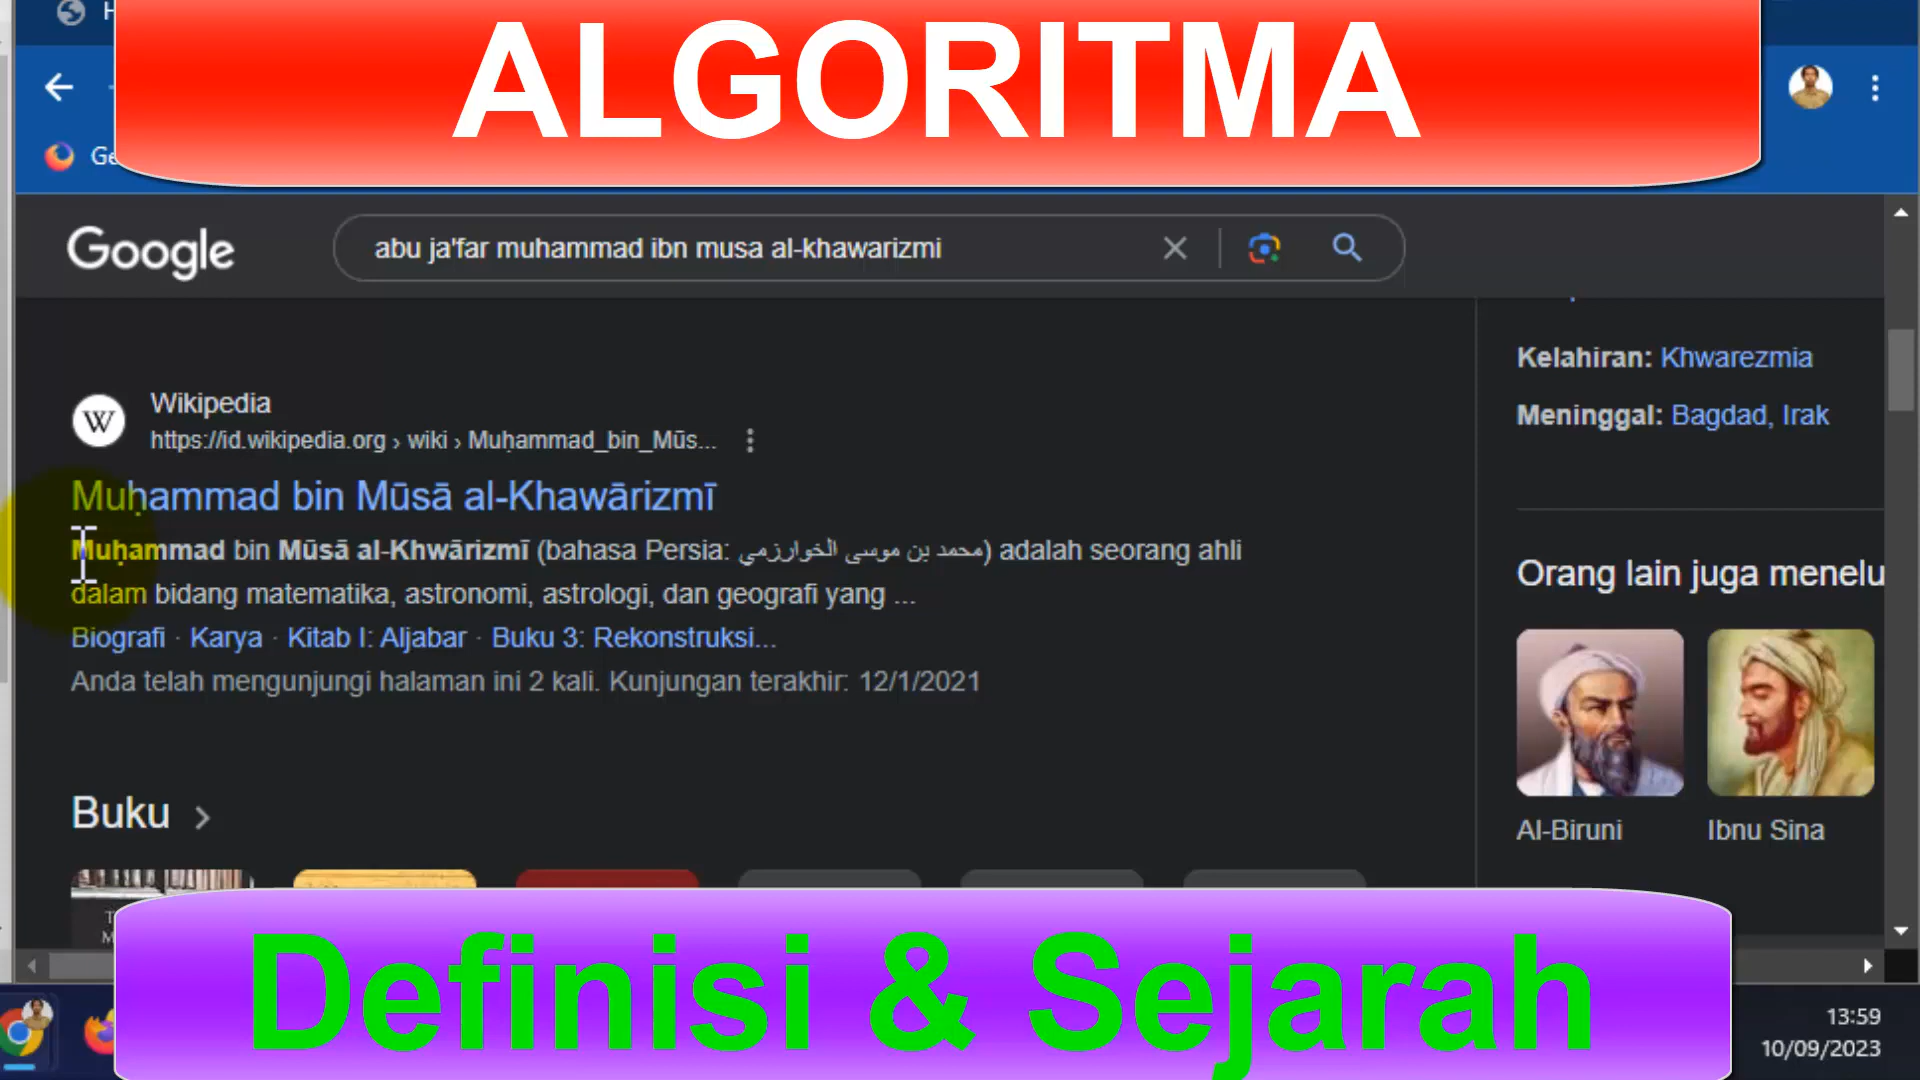 ALGORITMA
Google
abu ja'far muhammad ibn musa al-khawarizmi
Wikipedia
https://id.wikipedia.org › wiki › Muḥammad_bin_Mūs...
Muḥammad bin Mūsā al-Khawārizmī
Muḥammad bin Mūsā al-Khwārizmī (bahasa Persia: محمد بن موسى الخوارزمي) adalah seorang ahli
dalam bidang matematika, astronomi, astrologi, dan geografi yang ...
Biografi · Karya · Kitab I: Aljabar · Buku 3: Rekonstruksi...
Anda telah mengunjungi halaman ini 2 kali. Kunjungan terakhir: 12/1/2021
Buku
Kelahiran: Khwarezmia
Meninggal: Bagdad, Irak
Orang lain juga menelu
Al-Biruni
Ibnu Sina
Definisi & Sejarah
13:59
10/09/2023